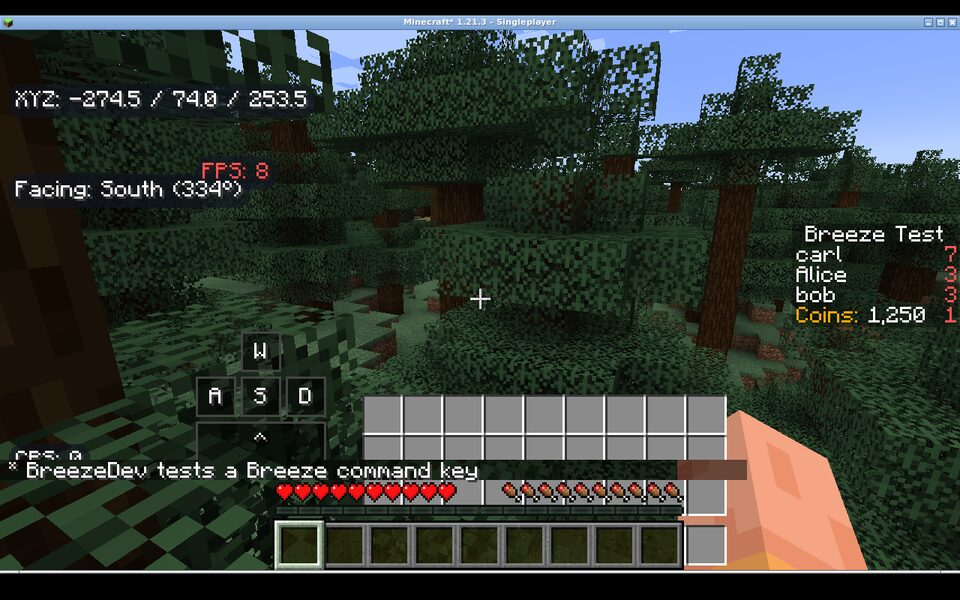 Minecraft* 1.21.3 - Singleplayer
XYZ: -274.5 / 74.0 / 253.5
FPS: 8
Facing: South (334°)
Breeze Test
carl 7
Alice 3
bob 3
Coins: 1,250 1
W
A S D
^
CPS: 0
* BreezeDev tests a Breeze command key